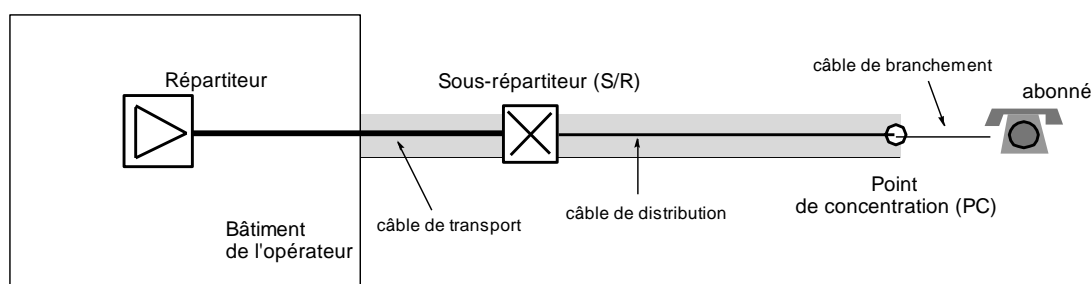 Répartiteur
Sous-répartiteur (S/R)
câble de branchement
abonné
câble de transport
câble de distribution
Point
de concentration (PC)
Bâtiment
de l'opérateur